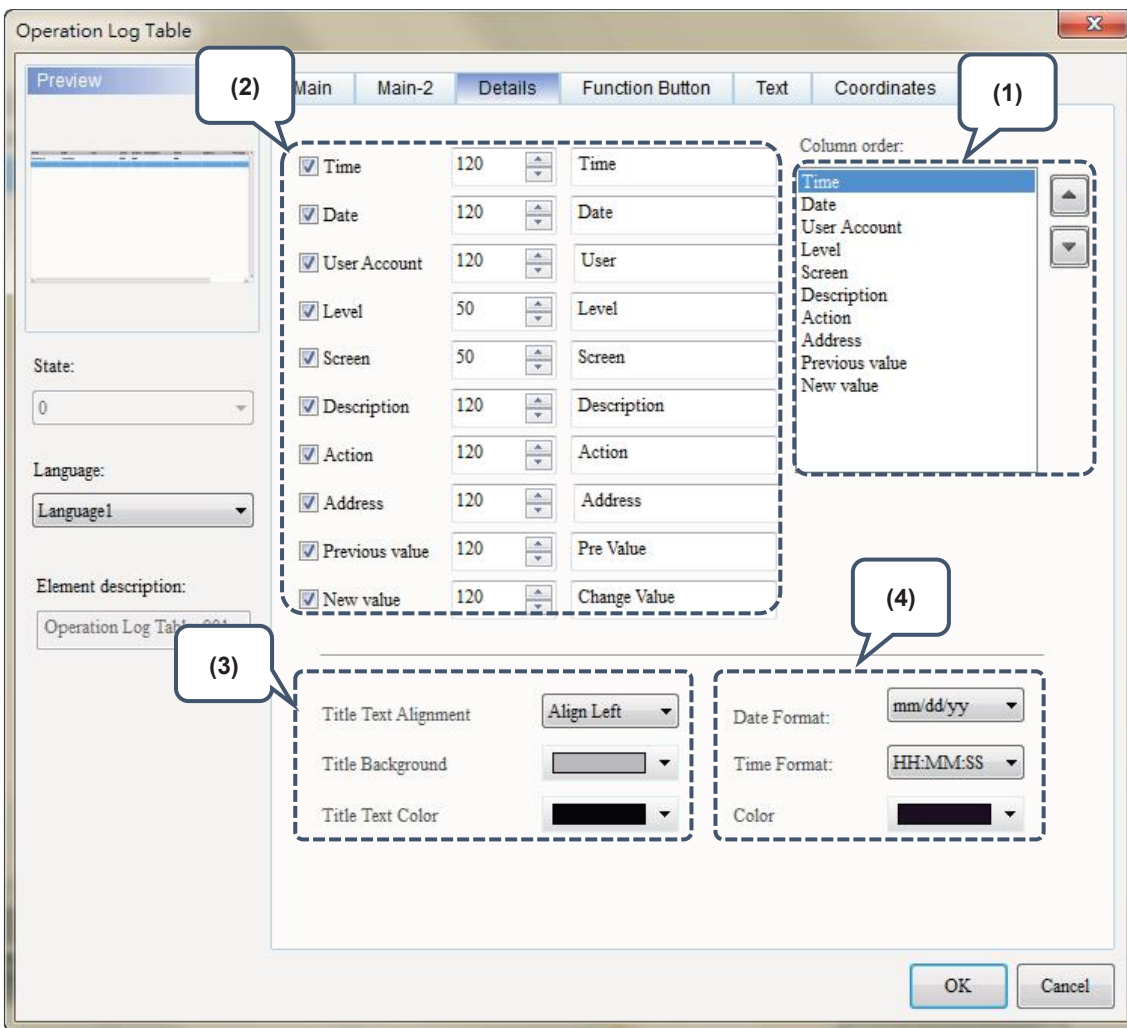 Operation Log Table
Preview
(2)
Main Main-2 Details Function Button Text Coordinates
(1)
Column order:
Time 120 Time
Date 120 Date
User Account 120 User
Level 50 Level
Screen 50 Screen
Description 120 Description
Action 120 Action
Address 120 Address
Previous value 120 Pre Value
New value 120 Change Value
Time
Date
User Account
Level
Screen
Description
Action
Address
Previous value
New value
State:
0
Language:
Language1
Element description:
Operation Log
(3)
(4)
Title Text Alignment Align Left
Title Background
Title Text Color
Date Format: mm/dd/yy
Time Format: HH:MM:SS
Color
OK Cancel